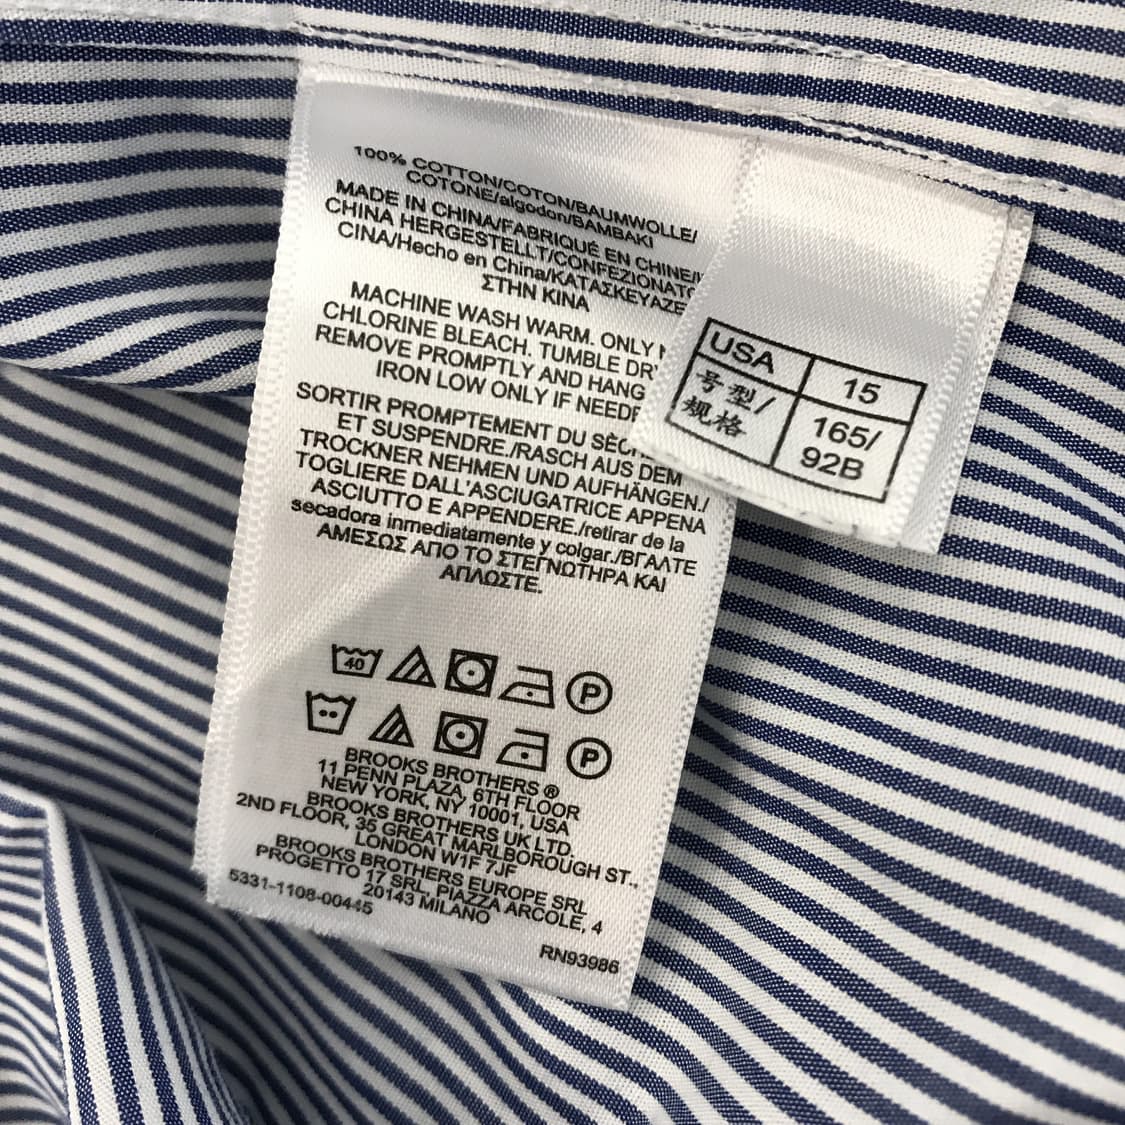 100% COTTON/COTON/BAUMWOLLE/
COTONE/algodon/BAMBAKI
MADE IN CHINA/FABRIQUÉ EN CHINE/
CHINA HERGESTELLT/CONFEZIONATO
CINA/Hecho en China/ΚΑΤΑΣΚΕΥΑΖΕ
ΣΤΗΝ ΚΙΝΑ
MACHINE WASH WARM. ONLY
CHLORINE BLEACH. TUMBLE DRY
REMOVE PROMPTLY AND HANG
IRON LOW ONLY IF NEEDE
SORTIR PROMPTEMENT DU SÈC
ET SUSPENDRE./RASCH AUS DEM
TROCKNER NEHMEN UND AUFHÄNGEN./
TOGLIERE DALL'ASCIUGATRICE APPENA
ASCIUTTO E APPENDERE./retirar de la
secadora inmediatamente y colgar./ΒΓΑΛΤΕ
ΑΜΕΣΩΣ ΑΠΟ ΤΟ ΣΤΕΓΝΩΤΗΡΑ ΚΑΙ
ΑΠΛΩΣΤΕ.
40
P
P
BROOKS BROTHERS ®
11 PENN PLAZA, 6TH FLOOR
NEW YORK, NY 10001, USA
BROOKS BROTHERS UK LTD.
2ND FLOOR, 35 GREAT MARLBOROUGH ST.,
LONDON W1F 7JF
BROOKS BROTHERS EUROPE SRL
PROGETTO 17 SRL, PIAZZA ARCOLE, 4
20143 MILANO
5331-1108-00445
RN93986
USA 15
号型/ 165/
规格 92B